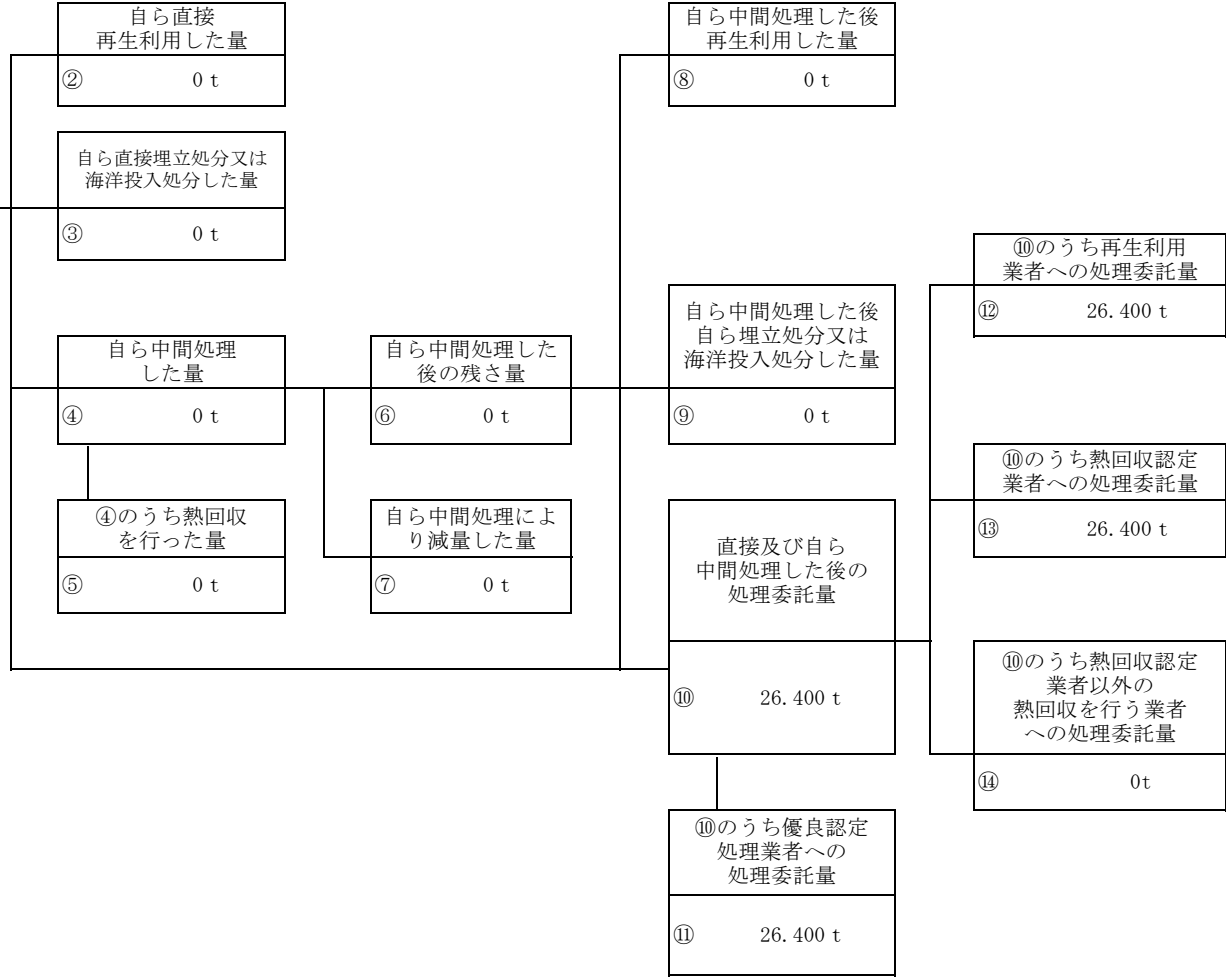 自ら直接
再生利用した量
② 0 t
自ら直接埋立処分又は
海洋投入処分した量
③ 0 t
自ら中間処理
した量
④ 0 t
④のうち熱回収
を行った量
⑤ 0 t
自ら中間処理した
後の残さ量
⑥ 0 t
自ら中間処理によ
り減量した量
⑦ 0 t
自ら中間処理した後
再生利用した量
⑧ 0 t
自ら中間処理した後
自ら埋立処分又は
海洋投入処分した量
⑨ 0 t
直接及び自ら
中間処理した後の
処理委託量
⑩ 26.400 t
⑩のうち優良認定
処理業者への
処理委託量
⑪ 26.400 t
⑩のうち再生利用
業者への処理委託量
⑫ 26.400 t
⑩のうち熱回収認定
業者への処理委託量
⑬ 26.400 t
⑩のうち熱回収認定
業者以外の
熱回収を行う業者
への処理委託量
⑭ 0t